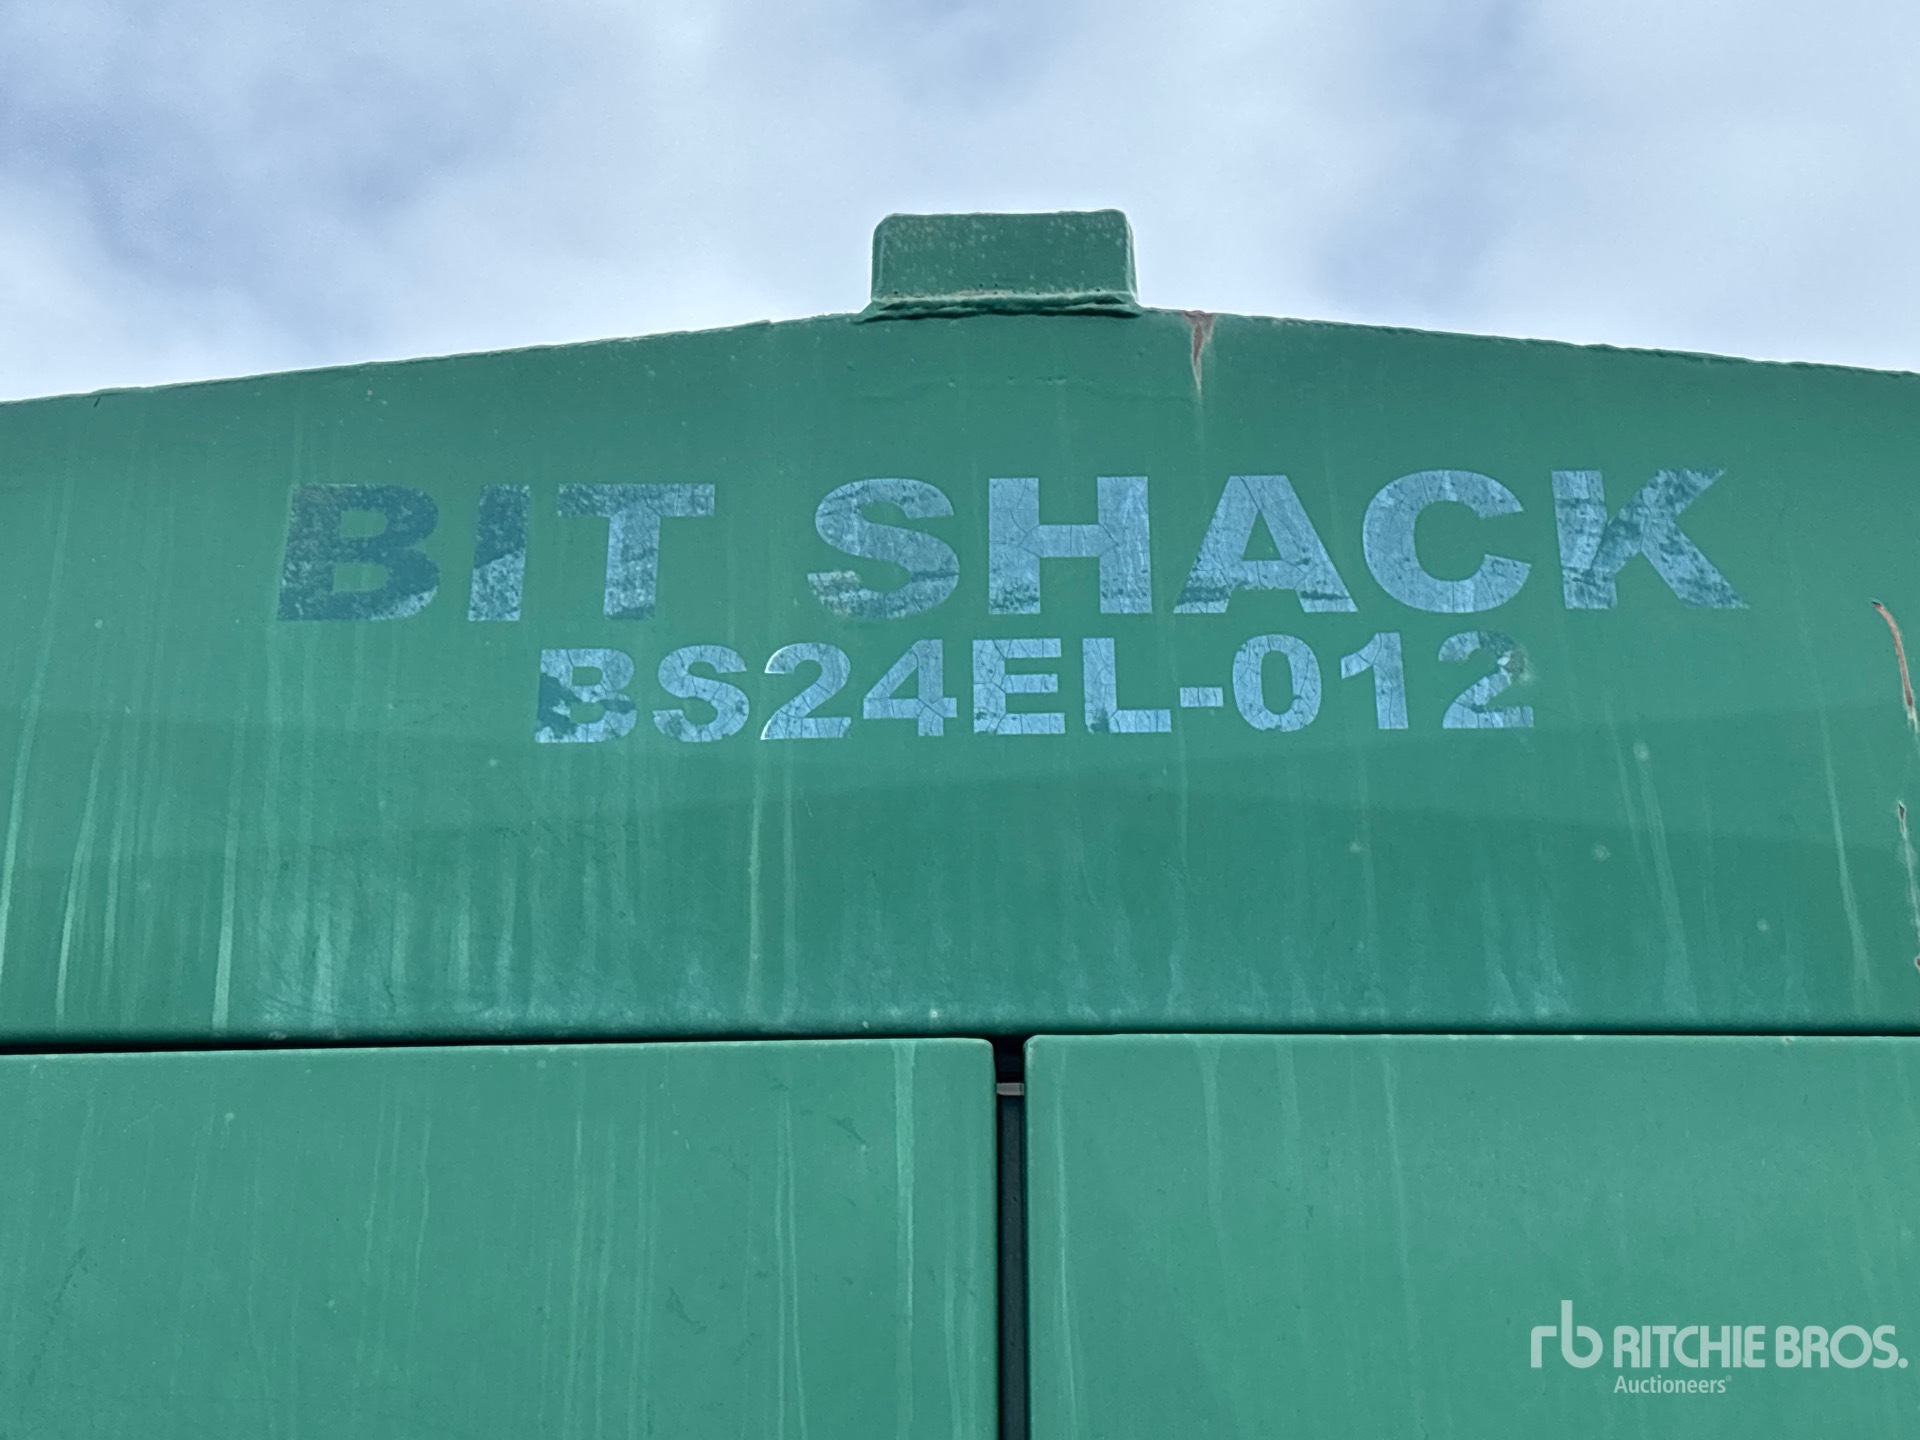 BIT SHACK
BS24EL-012
rb RITCHIE BROS.
Auctioneers